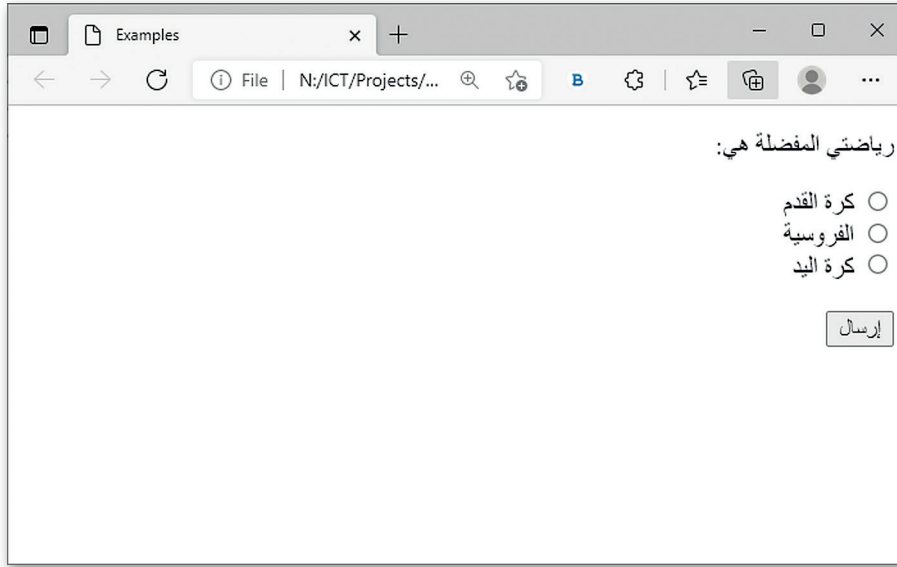 Examples
File | N:/ICT/Projects/...
B
رياضتي المفضلة هي:
كرة القدم
الفروسية
كرة اليد
إرسال